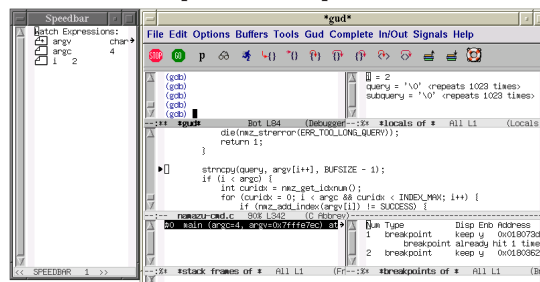 Speedbar
Watch Expressions:
argv char
argc 4
i 2
<< SPEEDBAR 1 >>
*gud*
File Edit Options Buffers Tools Gud Complete In/Out Signals Help
STOP GO p
(gdb)
(gdb)
(gdb)
(gdb)
--:** *gud* Bot L84 (Debugger
i = 2
query = '\0' <repeats 1023 times>
subquery = '\0' <repeats 1023 times>
--:%* *locals of * All L1 (Locals
die(nmz_strerror(ERR_TOO_LONG_QUERY));
return 1;
}
strncpy(query, argv[i++], BUFSIZE - 1);
if (i < argc) {
int curidx = nmz_get_idxnum();
for (curidx = 0; i < argc && curidx < INDEX_MAX; i++) {
if (nmz_add_index(argv[i]) != SUCCESS) {
--:-- namazu-cmd.c 90% L342 (C Abbrev)
#0 main (argc=4, argv=0x7fffe7ec) at
--:%* *stack frames of * All L1 (Fr
Num Type Disp Enb Address
1 breakpoint keep y 0x018073d
breakpoint already hit 1 time
2 breakpoint keep y 0x0180362
--:%* *breakpoints of * All L1 (B